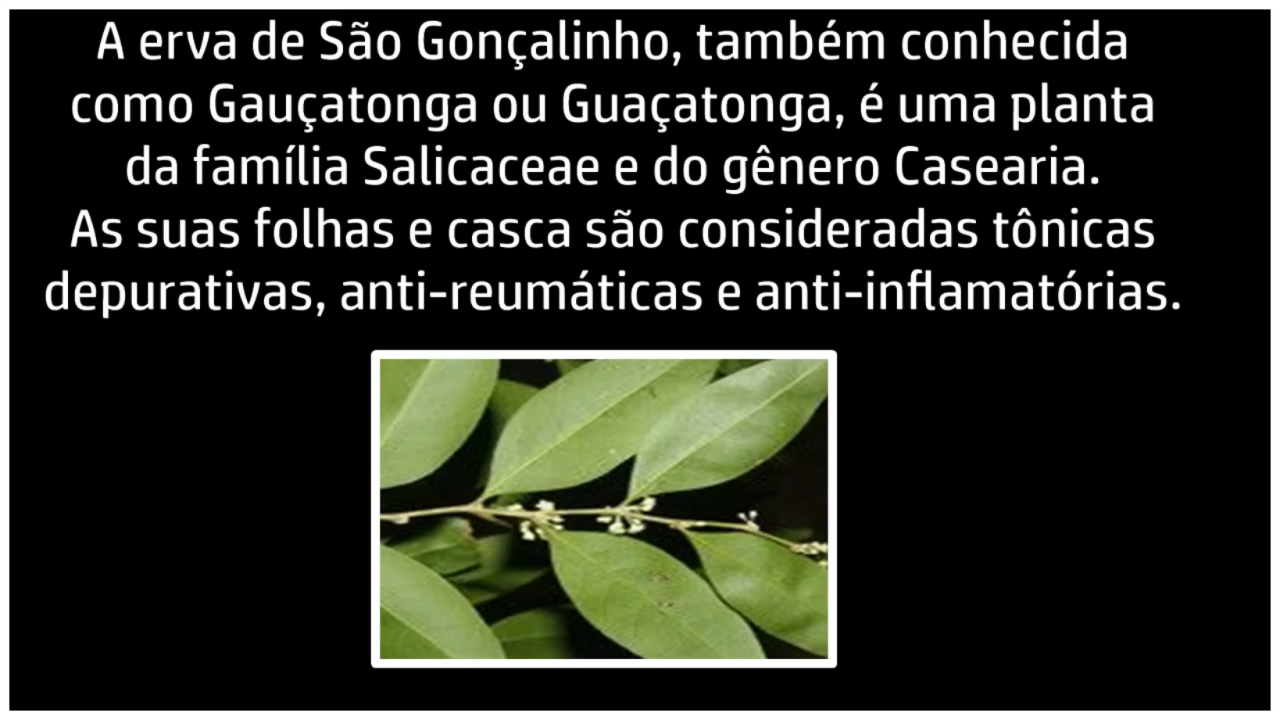 A erva de São Gonçalinho, também conhecida
como Gauçatonga ou Guaçatonga, é uma planta
da família Salicaceae e do gênero Casearia.
As suas folhas e casca são consideradas tônicas
depurativas, anti-reumáticas e anti-inflamatórias.